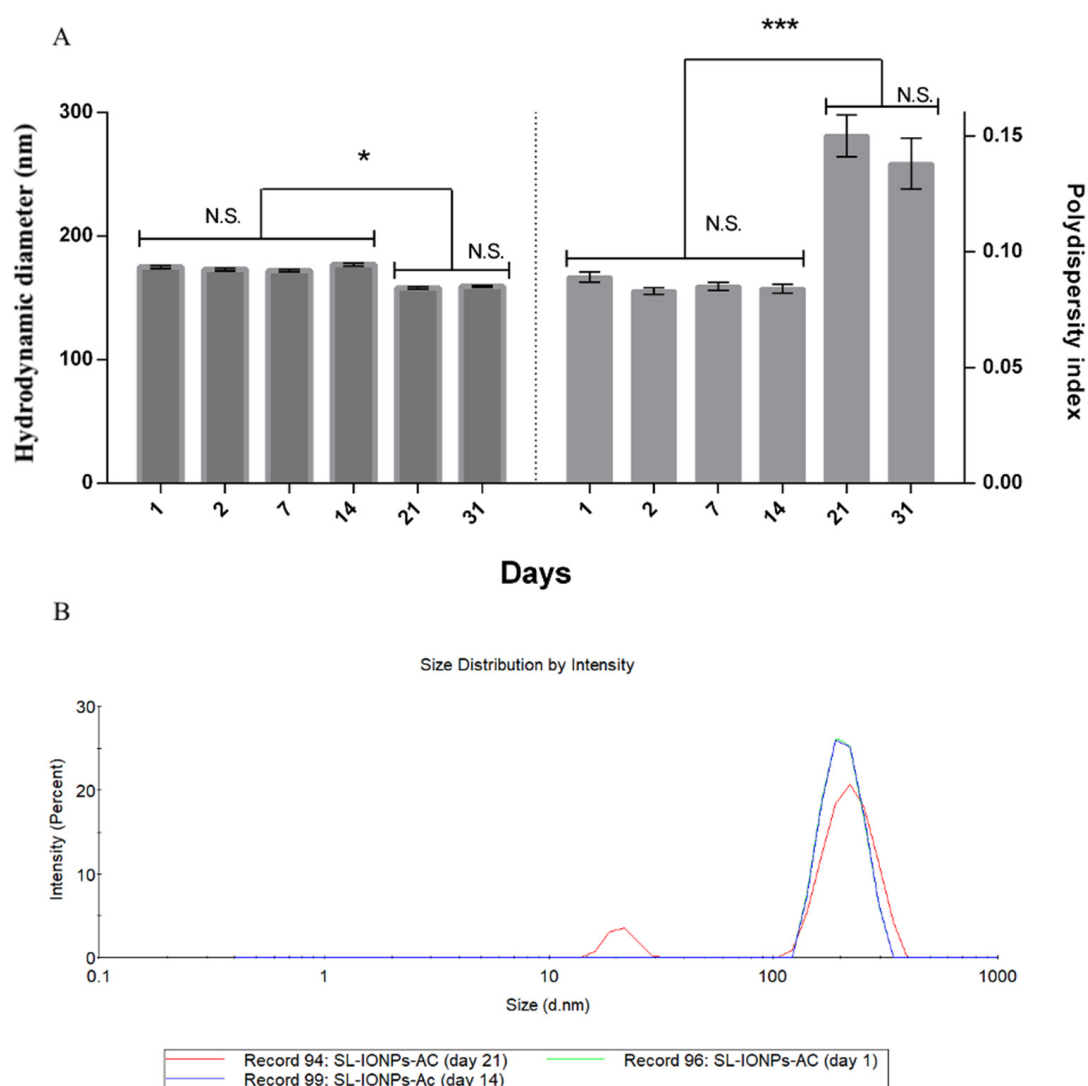 A
***
N.S.
300
*
0.15
N.S.
N.S.
N.S.
200
0.10
Hydrodynamic diameter (nm)
Polydispersity index
100
0.05
0
0.00
1 2 7 14 21 31
1 2 7 14 21 31
Days
B
Size Distribution by Intensity
30
20
10
0
Intensity (Percent)
0.1 1 10 100 1000
Size (d.nm)
Record 94: SL-IONPs-AC (day 21) Record 96: SL-IONPs-AC (day 1)
Record 99: SL-IONPs-Ac (day 14)